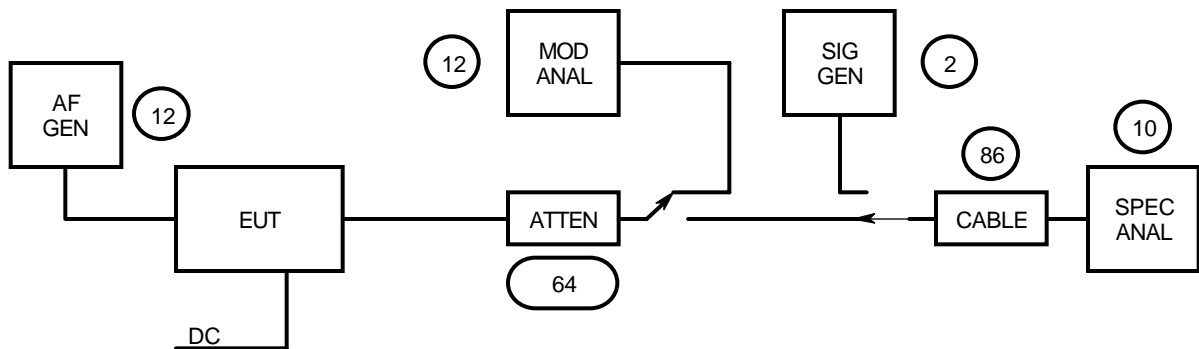 AF
GEN
12
12
MOD
ANAL
SIG
GEN
2
10
86
EUT
ATTEN
CABLE
SPEC
ANAL
64
DC